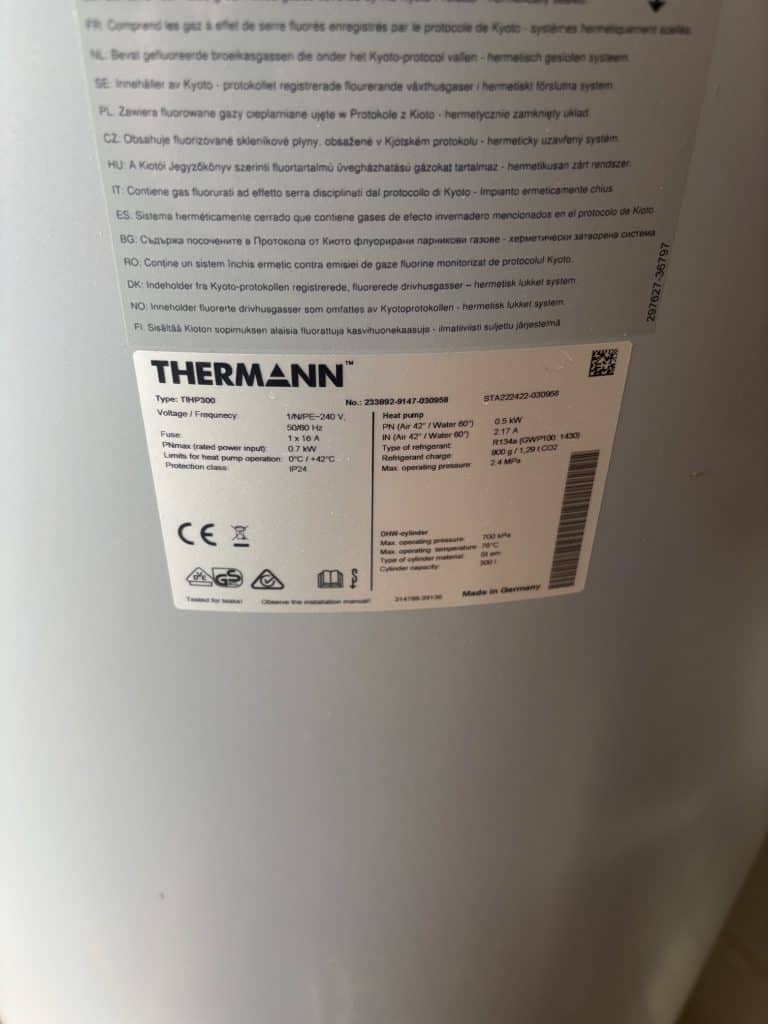 FR: Comprend les gaz à effet de serre fluorés enregistrés par le protocole de Kyoto - systèmes hermétiquement scellés.
NL: Bevat gefluoreerde broeikasgassen die onder het Kyoto-protocol vallen - hermetisch gesloten systeem.
SE: Innehåller av Kyoto - protokollet registrerade flourerande växthusgaser i hermetiskt förslutna system.
PL: Zawiera fluorowane gazy cieplarniane ujęte w Protokole z Kioto - hermetycznie zamknięty układ.
CZ: Obsahuje fluorizované skleníkové plyny, obsažené v Kjótském protokolu - hermeticky uzavřený systém.
HU: A Kiotói Jegyzőkönyv szerinti fluortartalmú üvegházhatású gázokat tartalmaz - hermetikusan zárt rendszer.
IT: Contiene gas fluorurati ad effetto serra disciplinati dal protocollo di Kyoto - Impianto ermeticamente chius
ES: Sistema herméticamente cerrado que contiene gases de efecto invernadero mencionados en el protocolo de Kioto
BG: Съдържа посочените в Протокола от Киото флуорирани парникови газове - херметически затворена система
RO: Conține un sistem închis ermetic contra emisiei de gaze fluorine monitorizat de protocolul Kyoto.
DK: Indeholder fra Kyoto-protokollen registrerede, fluorerede drivhusgasser – hermetisk lukket system
NO: Inneholder fluorerte drivhusgasser som omfattes av Kyotoprotokollen - hermetisk lukket system.
FI: Sisältää Kioton sopimuksen alaisia fluorattuja kasvihuonekaasuja - ilmatiiviisti suljettu järjestelmä
297627-36797
THERMANN™
Type: TIHP300
No.: 233892-9147-030958
STA222422-030958
Voltage / Frequnecy: 1/N/PE~240 V,
50/60 Hz
Fuse: 1 x 16 A
PNmax (rated power input): 0.7 kW
Limits for heat pump operation: 0°C / +42°C
Protection class: IP24
Heat pump
PN (Air 42° / Water 60°) 0.5 kW
IN (Air 42° / Water 60°) 2.17 A
Type of refrigerant: R134a (GWP100: 1430)
Refrigerant charge: 900 g / 1,29 t CO2
Max. operating pressure: 2.4 MPa
DHW-cylinder
Max. operating pressure: 700 kPa
Max. operating temperature: 76°C
Type of cylinder material: St em
Cylinder capacity: 300 l
CE
GS
Tested for leaks!
Observe the installation manual!
314766-39136
Made in Germany